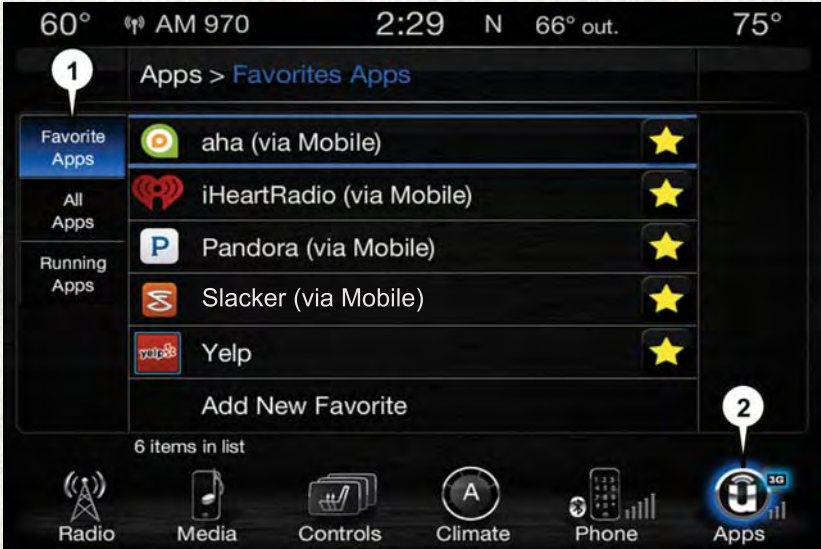 60° AM 970 2:29 N 66° out. 75°
1
Apps > Favorites Apps
Favorite
Apps
aha (via Mobile)
All
Apps
iHeartRadio (via Mobile)
P
Pandora (via Mobile)
Running
Apps
Slacker (via Mobile)
yelp
Yelp
Add New Favorite
2
6 items in list
A
3G
Radio Media Controls Climate Phone Apps